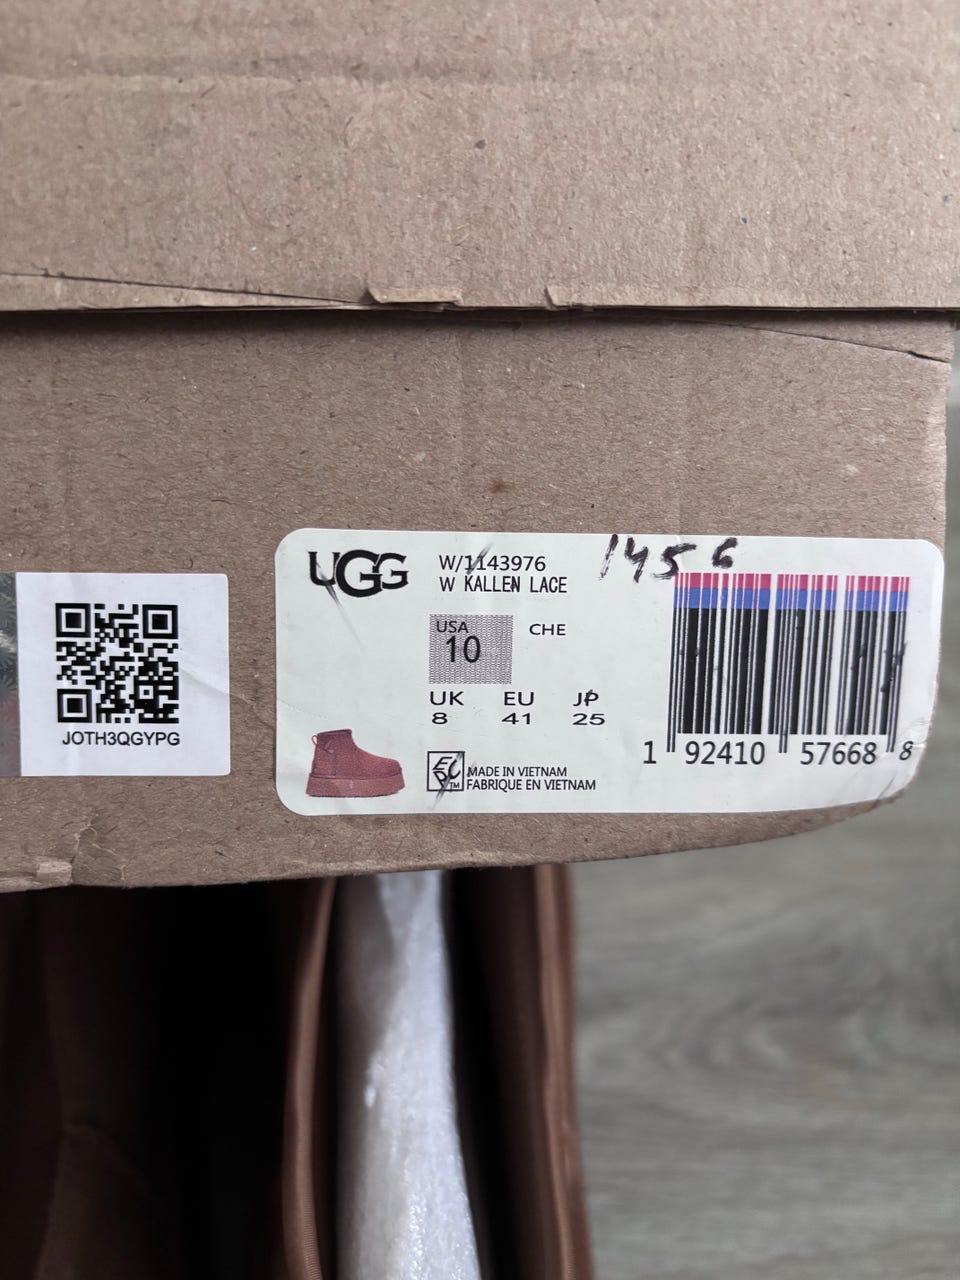 UGG
W/1143976
W KALLEN LACE
1456
USA
10
CHE
UK EU JP
8 41 25
MADE IN VIETNAM
FABRIQUE EN VIETNAM
1 92410 57668 8
JOTH3QGYPG